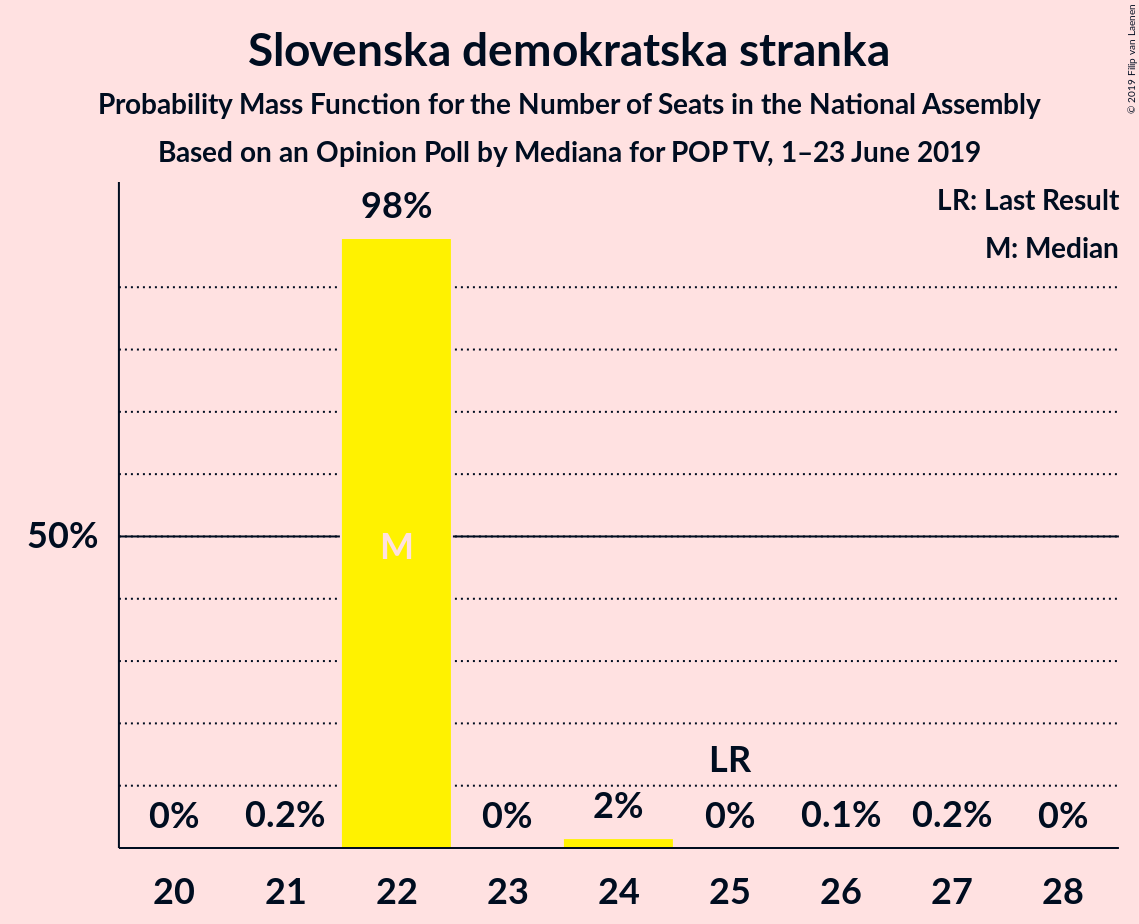 Slovenska demokratska stranka
Probability Mass Function for the Number of Seats in the National Assembly
Based on an Opinion Poll by Mediana for POP TV, 1–23 June 2019
© 2019 Filip van Laenen
LR: Last Result
M: Median
98%
50%
M
LR
0% 0.2% 0% 2% 0% 0.1% 0.2% 0%
20 21 22 23 24 25 26 27 28